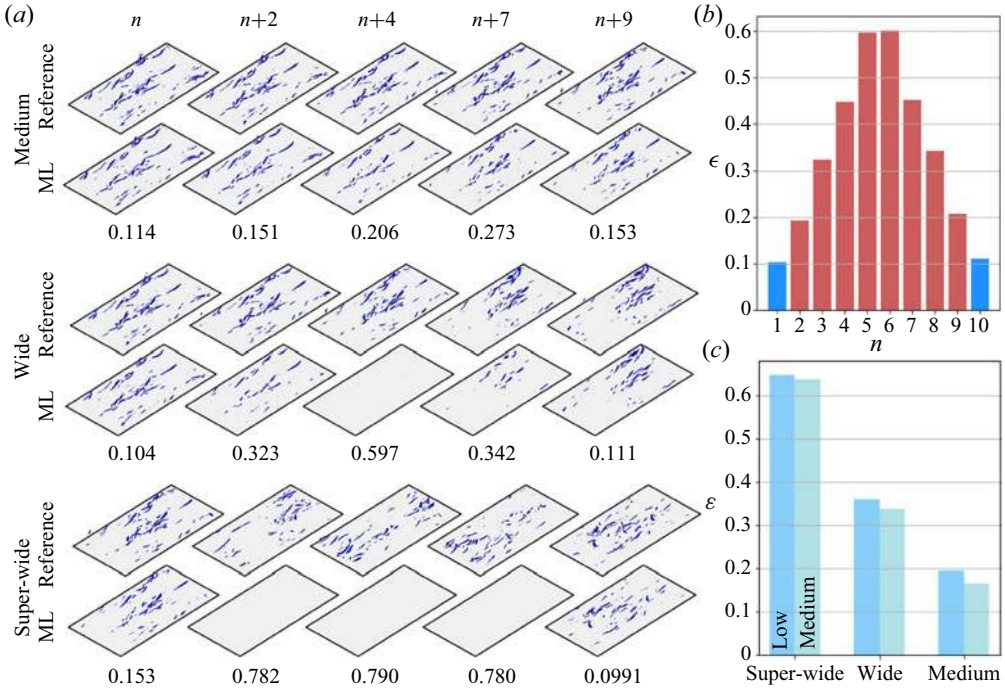 (a)
n n+2 n+4 n+7 n+9
Medium
Reference
ML
0.114 0.151 0.206 0.273 0.153
Wide
Reference
ML
0.104 0.323 0.597 0.342 0.111
Super-wide
Reference
ML
0.153 0.782 0.790 0.780 0.0991
(b)
0.6
0.5
0.4
ϵ
0.3
0.2
0.1
0
1 2 3 4 5 6 7 8 9 10
n
(c)
0.6
0.5
0.4
ε
0.3
0.2
0.1
0
Low
Medium
Super-wide Wide Medium